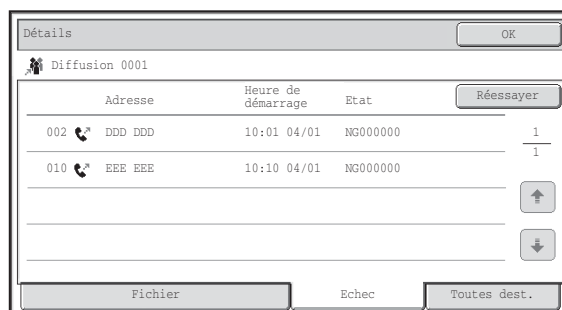 Détails OK
Diffusion 0001
Adresse Heure de démarrage Etat Réessayer
002 DDD DDD 10:01 04/01 NG000000
1
1
010 EEE EEE 10:10 04/01 NG000000
Fichier Echec Toutes dest.